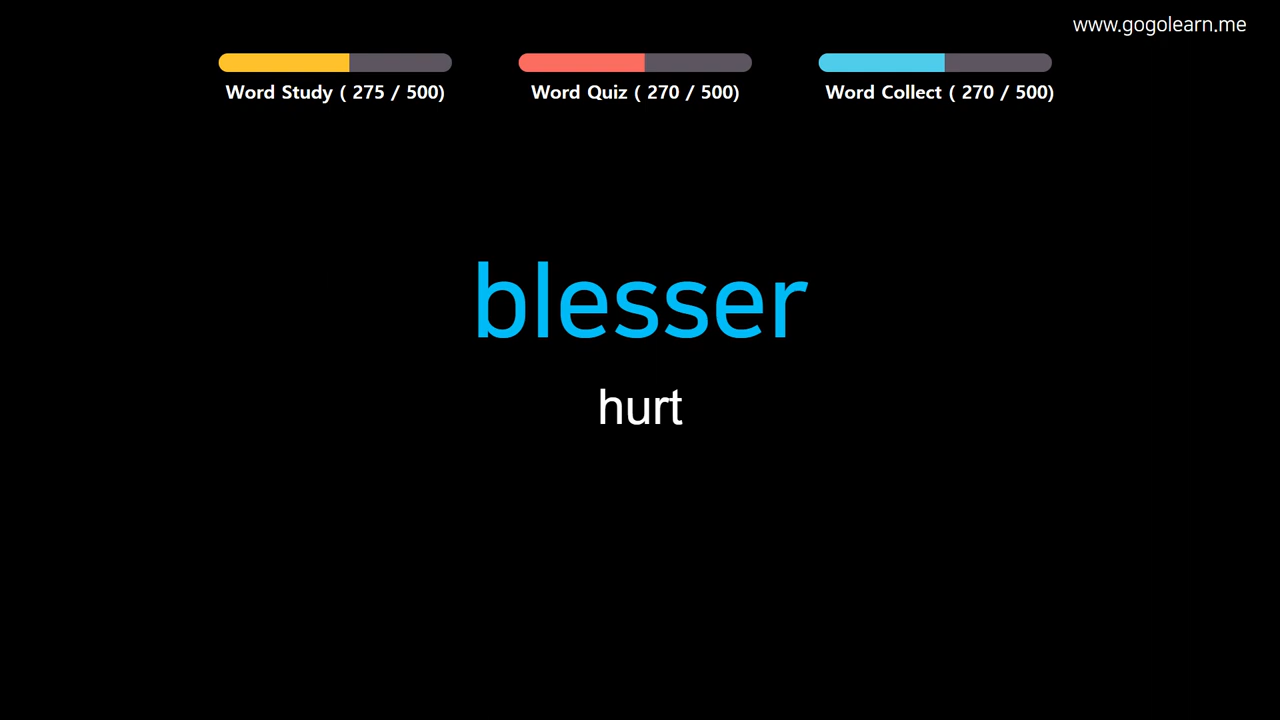 www.gogolearn.me
Word Study ( 275 / 500)
Word Quiz ( 270 / 500)
Word Collect ( 270 / 500)
blesser
hurt